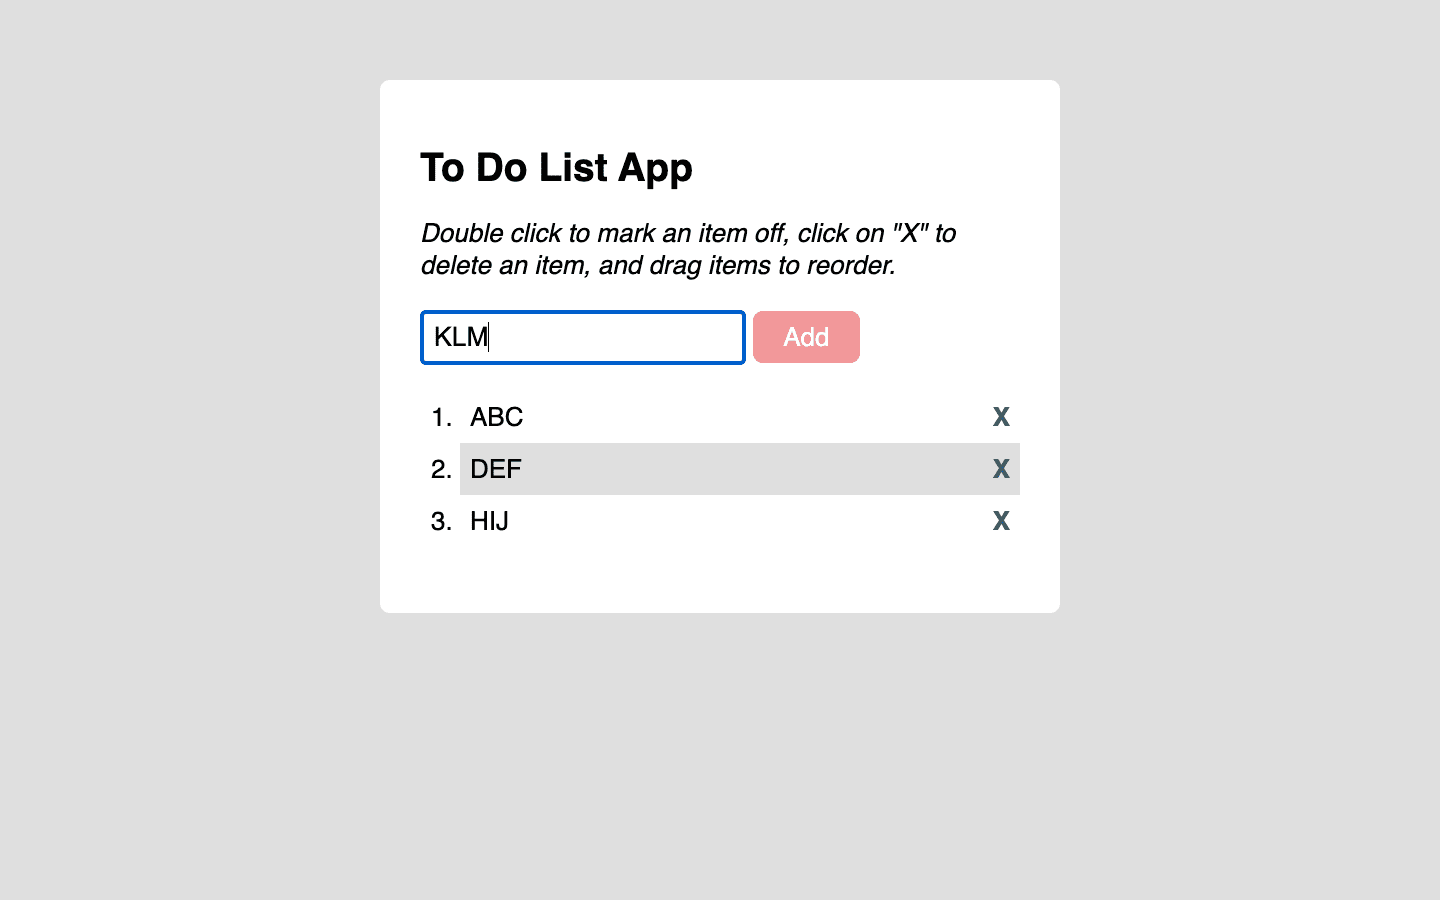 To Do List App
Double click to mark an item off, click on "X" to
delete an item, and drag items to reorder.
KLM Add
1. ABC X
2. DEF X
3. HIJ X